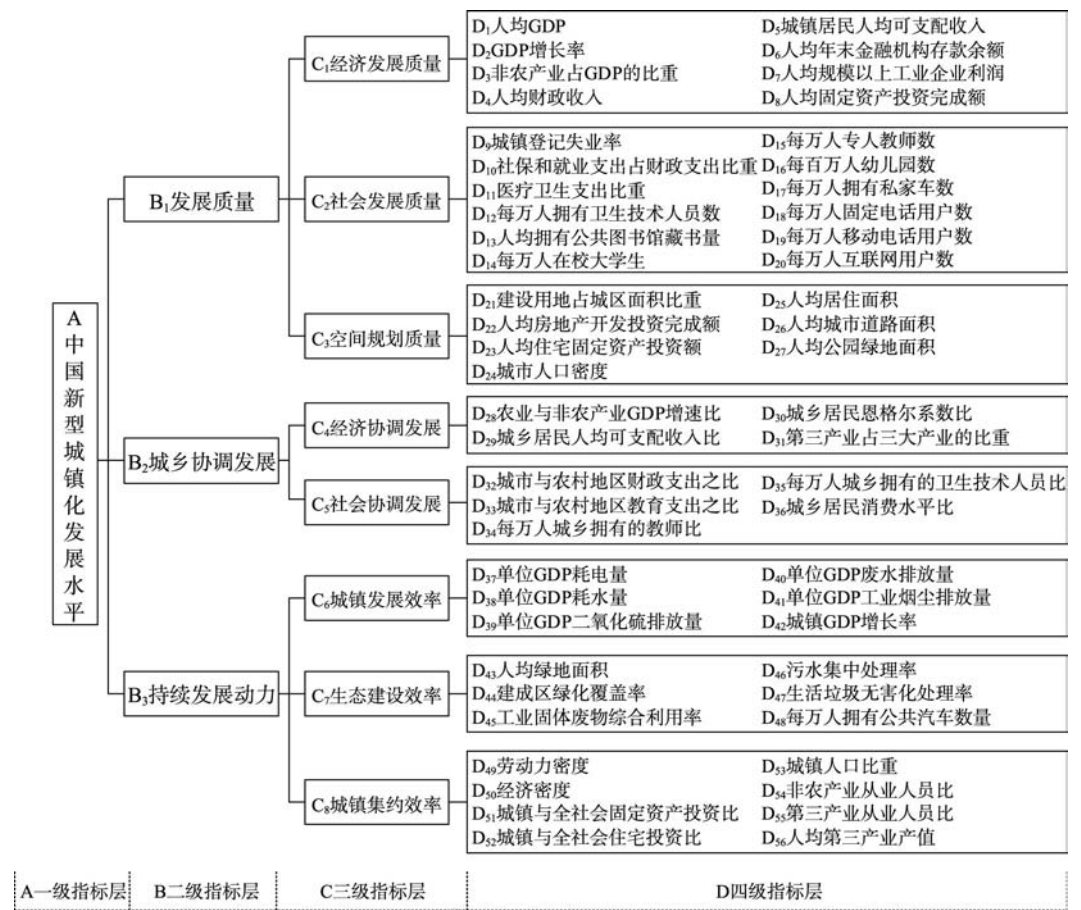 A中国新型城镇化发展水平
B₁发展质量
C₁经济发展质量
D₁人均GDP
D₂GDP增长率
D₃非农产业占GDP的比重
D₄人均财政收入
D₅城镇居民人均可支配收入
D₆人均年末金融机构存款余额
D₇人均规模以上工业企业利润
D₈人均固定资产投资完成额
C₂社会发展质量
D₉城镇登记失业率
D₁₀社保和就业支出占财政支出比重
D₁₁医疗卫生支出比重
D₁₂每万人拥有卫生技术人员数
D₁₃人均拥有公共图书馆藏书量
D₁₄每万人在校大学生
D₁₅每万人专人教师数
D₁₆每百万人幼儿园数
D₁₇每万人拥有私家车数
D₁₈每万人固定电话用户数
D₁₉每万人移动电话用户数
D₂₀每万人互联网用户数
C₃空间规划质量
D₂₁建设用地占城区面积比重
D₂₂人均房地产开发投资完成额
D₂₃人均住宅固定资产投资额
D₂₄城市人口密度
D₂₅人均居住面积
D₂₆人均城市道路面积
D₂₇人均公园绿地面积
B₂城乡协调发展
C₄经济协调发展
D₂₈农业与非农产业GDP增速比
D₂₉城乡居民人均可支配收入比
D₃₀城乡居民恩格尔系数比
D₃₁第三产业占三大产业的比重
C₅社会协调发展
D₃₂城市与农村地区财政支出之比
D₃₃城市与农村地区教育支出之比
D₃₄每万人城乡拥有的教师比
D₃₅每万人城乡拥有的卫生技术人员比
D₃₆城乡居民消费水平比
B₃持续发展动力
C₆城镇发展效率
D₃₇单位GDP耗电量
D₃₈单位GDP耗水量
D₃₉单位GDP二氧化硫排放量
D₄₀单位GDP废水排放量
D₄₁单位GDP工业烟尘排放量
D₄₂城镇GDP增长率
C₇生态建设效率
D₄₃人均绿地面积
D₄₄建成区绿化覆盖率
D₄₅工业固体废物综合利用率
D₄₆污水集中处理率
D₄₇生活垃圾无害化处理率
D₄₈每万人拥有公共汽车数量
C₈城镇集约效率
D₄₉劳动力密度
D₅₀经济密度
D₅₁城镇与全社会固定资产投资比
D₅₂城镇与全社会住宅投资比
D₅₃城镇人口比重
D₅₄非农产业从业人员比
D₅₅第三产业从业人员比
D₅₆人均第三产业产值
A一级指标层
B二级指标层
C三级指标层
D四级指标层